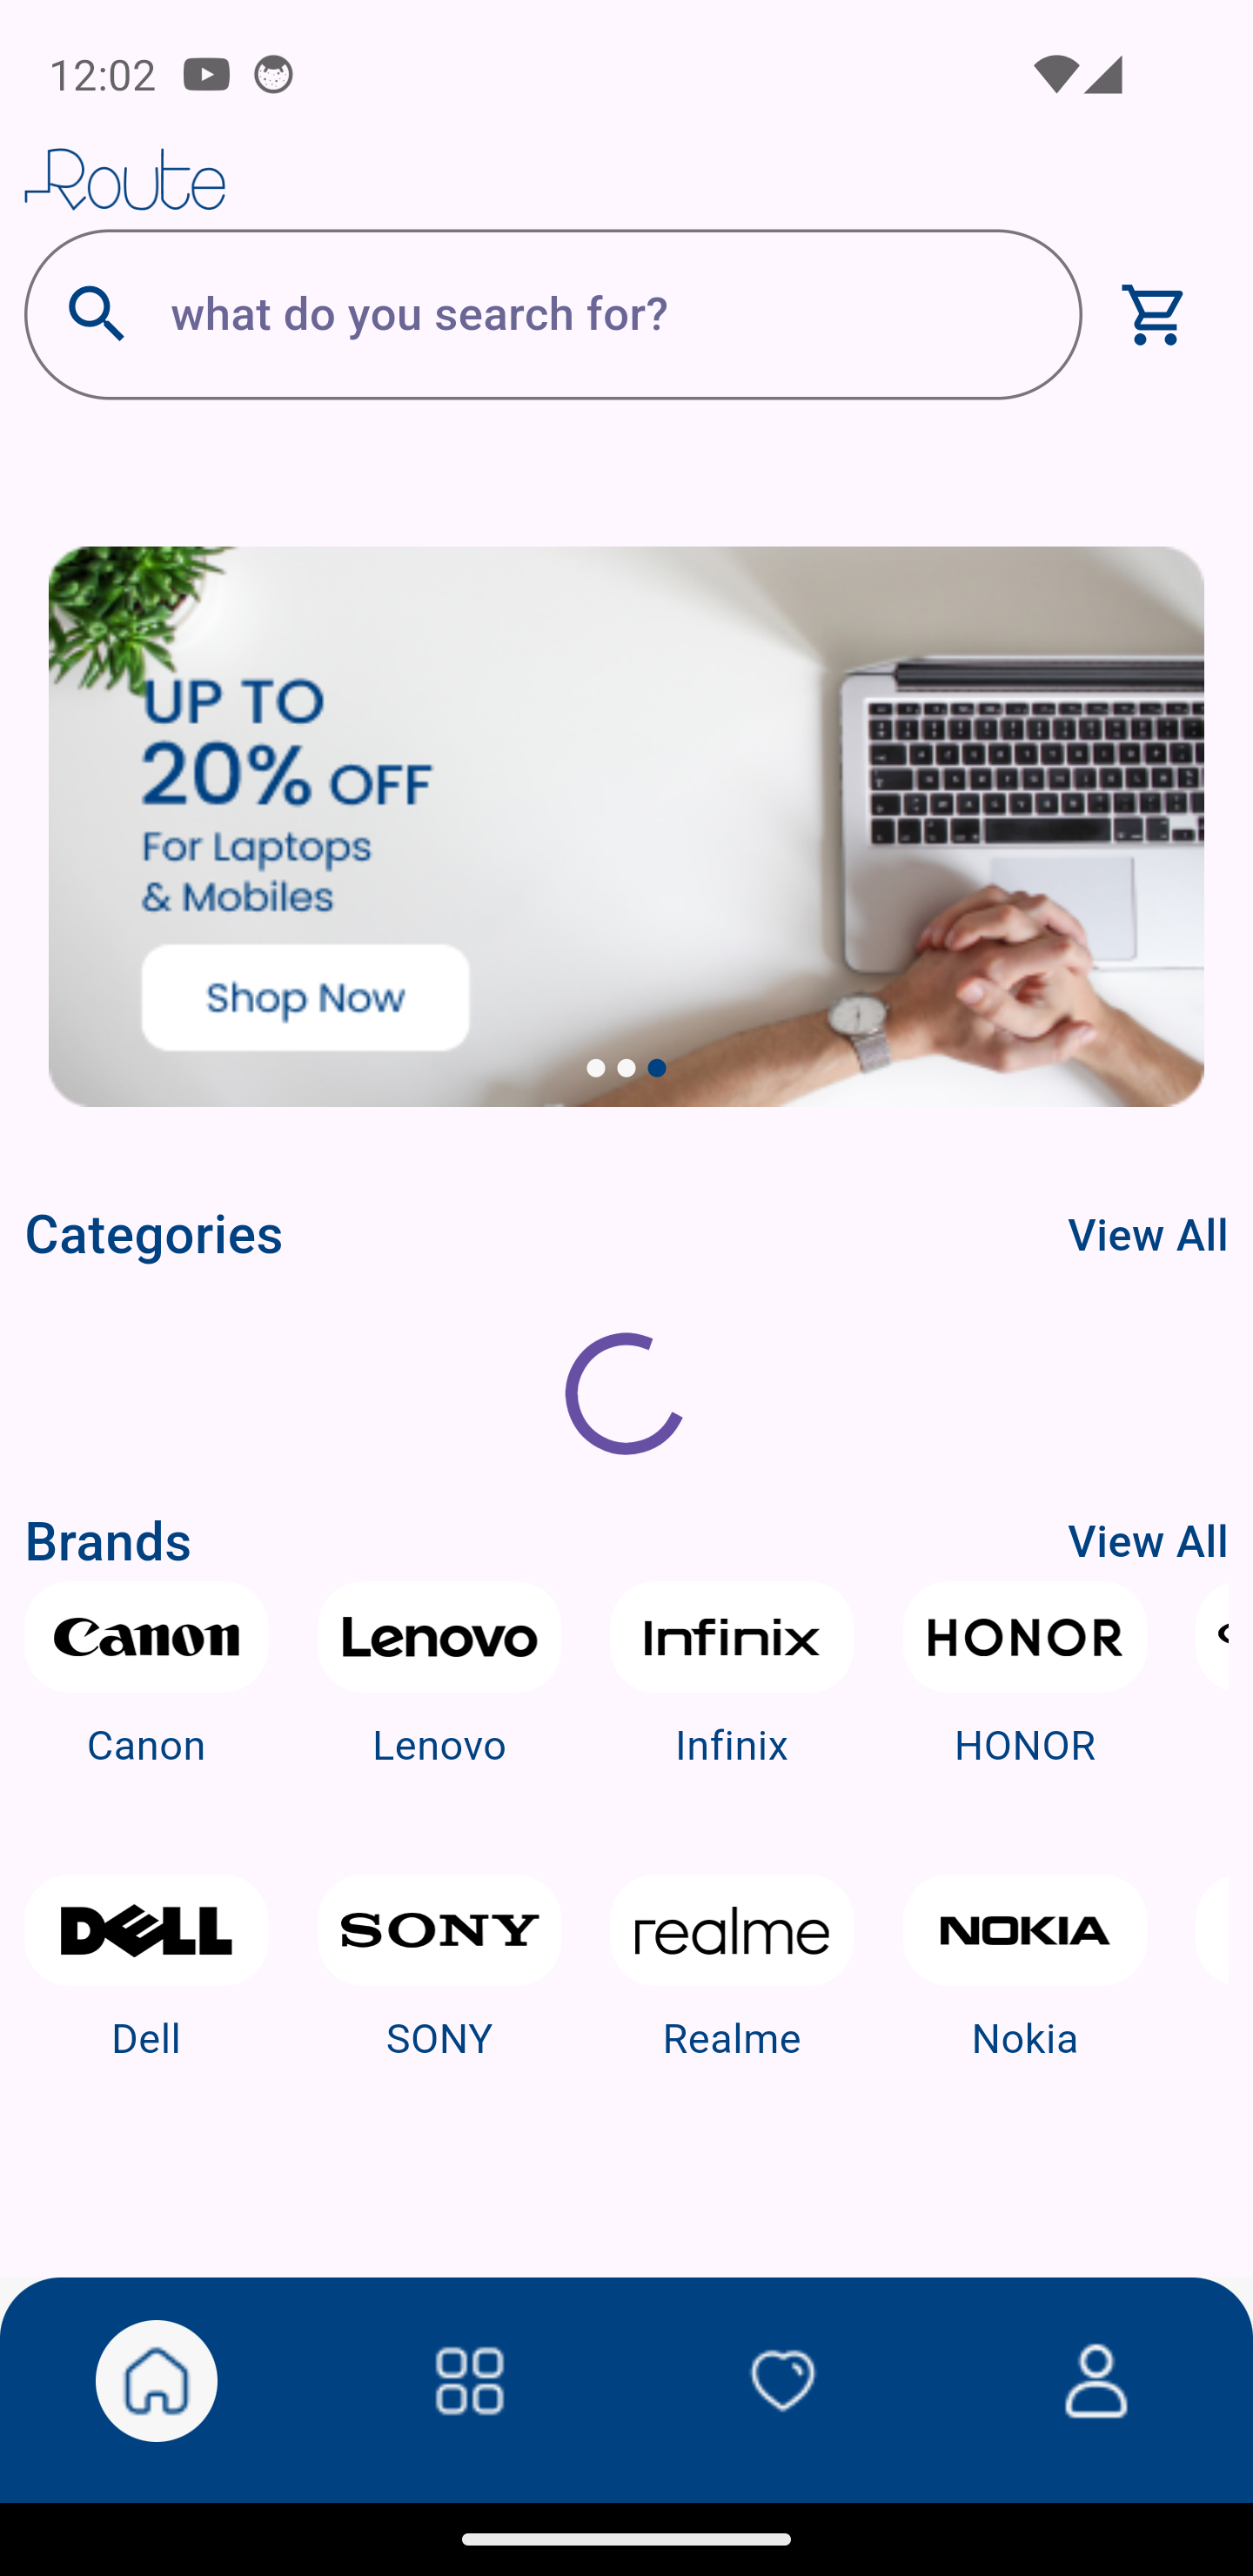 12:02
Route
what do you search for?
UP TO
20% OFF
For Laptops
& Mobiles
Shop Now
Categories
View All
Brands
View All
Canon
Lenovo
Infinix
HONOR
Canon
Lenovo
Infinix
HONOR
DELL
SONY
realme
NOKIA
Dell
SONY
Realme
Nokia